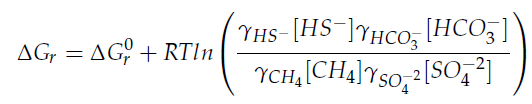 ΔG_r = ΔG_r^0 + RTln ( γ_{HS^-}[HS^-]γ_{HCO_3^-}[HCO_3^-] / γ_{CH_4}[CH_4]γ_{SO_4^{-2}}[SO_4^{-2}] )